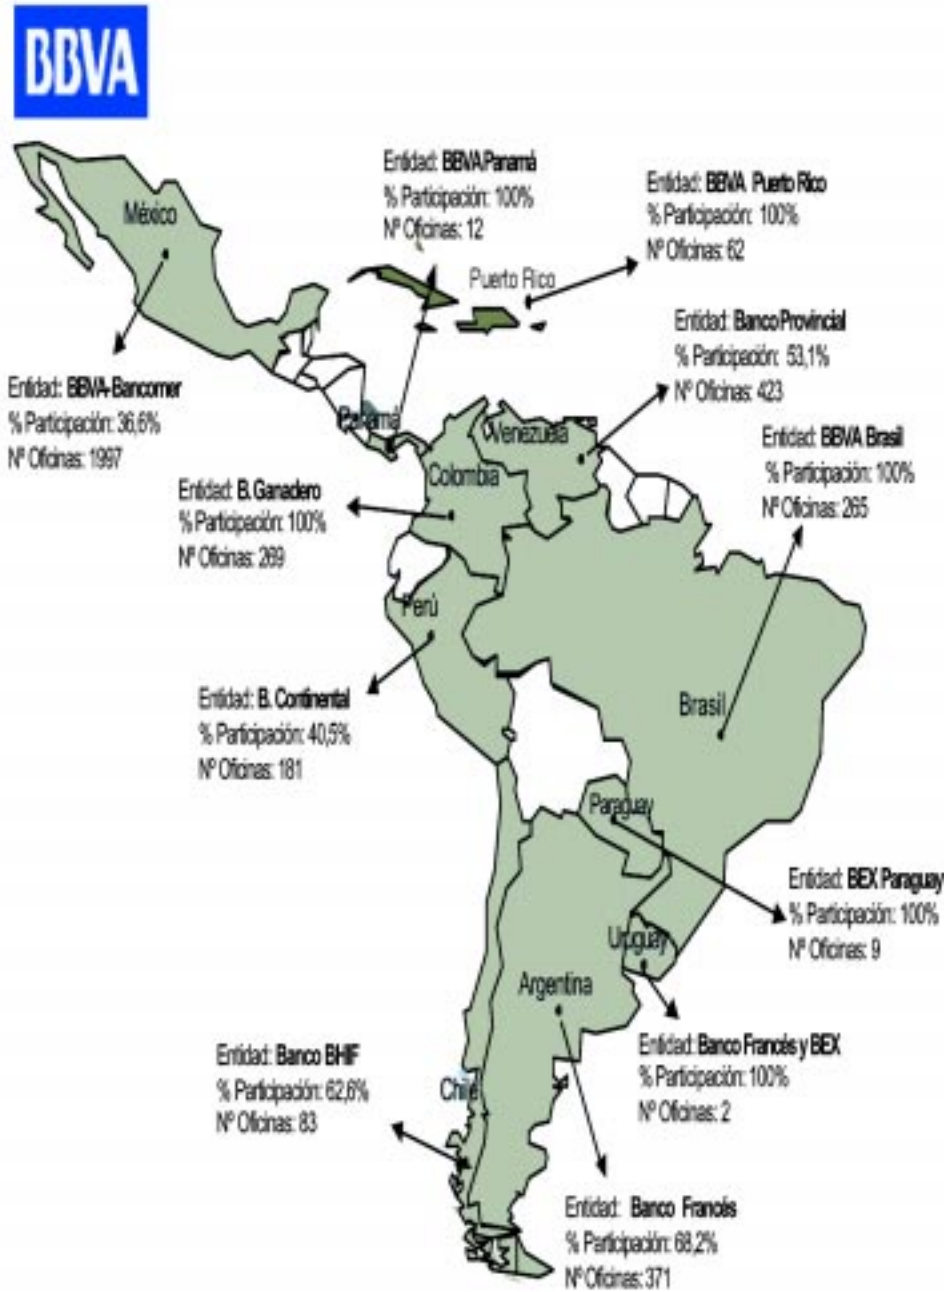 BBVA
Entidad: BBVA Panamá
% Participación: 100%
Nº Oficinas: 12
Entidad: BBVA Puerto Rico
% Participación: 100%
Nº Oficinas: 62
México
Puerto Rico
Entidad: Banco Provincial
% Participación: 53,1%
Nº Oficinas: 423
Entidad: BBVA-Bancomer
% Participación: 36,6%
Nº Oficinas: 1997
Panamá
Venezuela
Entidad: BBVA Brasil
% Participación: 100%
Nº Oficinas: 265
Colombia
Entidad: B. Ganadero
% Participación: 100%
Nº Oficinas: 269
Perú
Entidad: B. Continental
% Participación: 40,5%
Nº Oficinas: 181
Brasil
Paraguay
Entidad: BEX Paraguay
% Participación: 100%
Nº Oficinas: 9
Uruguay
Argentina
Entidad: Banco Francés y BEX
% Participación: 100%
Nº Oficinas: 2
Entidad: Banco BHIF
% Participación: 62,6%
Nº Oficinas: 83
Chile
Entidad: Banco Francés
% Participación: 68,2%
Nº Oficinas: 371